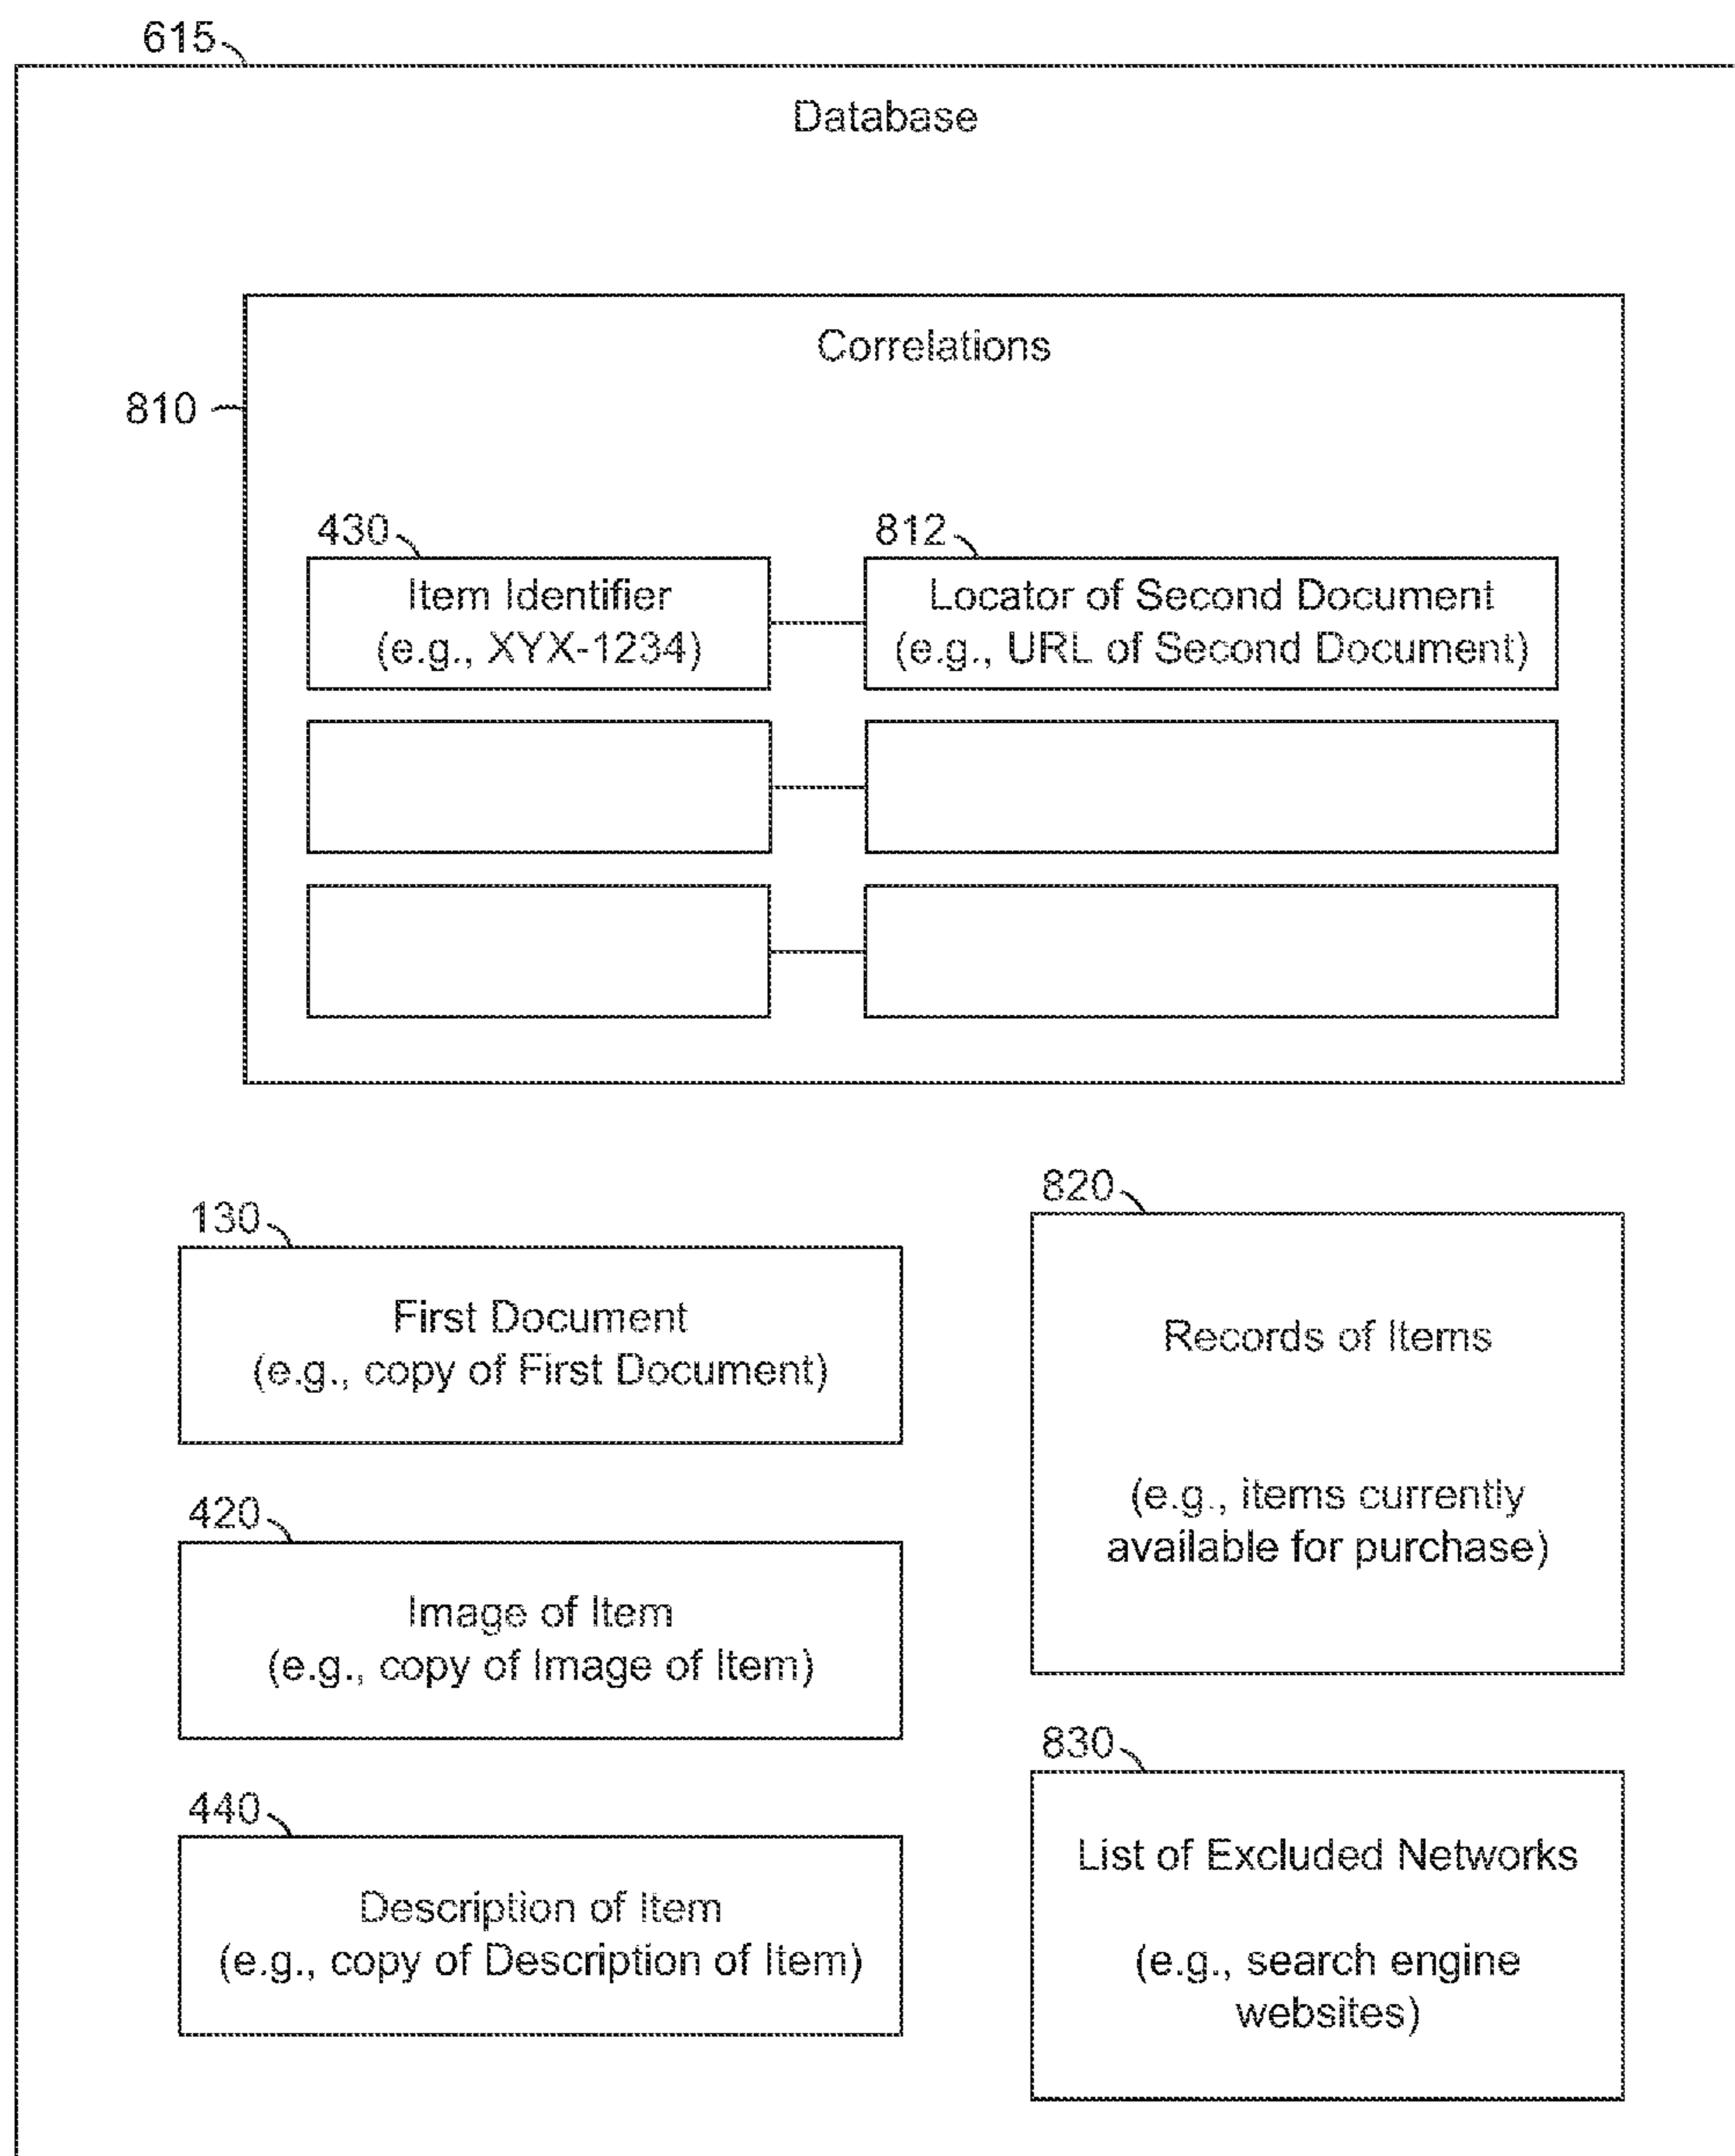 615
Database
Correlations
810
430
812
Item Identifier
(e.g., XYX-1234)
Locator of Second Document
(e.g., URL of Second Document)
130
First Document
(e.g., copy of First Document)
420
Image of Item
(e.g., copy of Image of Item)
440
Description of Item
(e.g., copy of Description of Item)
820
Records of Items
(e.g., items currently
available for purchase)
830
List of Excluded Networks
(e.g., search engine
websites)